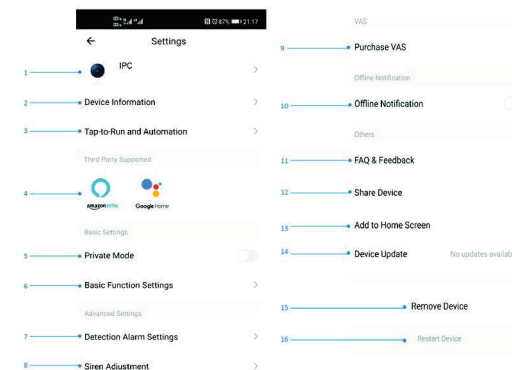 87% 21:17
Settings
1 IPC
2 Device Information
3 Tap-to-Run and Automation
Third Party Supported
4
amazon echo Google Home
Basic Settings
5 Private Mode
6 Basic Function Settings
Advanced Settings
7 Detection Alarm Settings
8 Siren Adjustment
VAS
9 Purchase VAS
Offline Notification
10 Offline Notification
Others
11 FAQ & Feedback
12 Share Device
13 Add to Home Screen
14 Device Update No updates availab
15 Remove Device
16 Restart Device